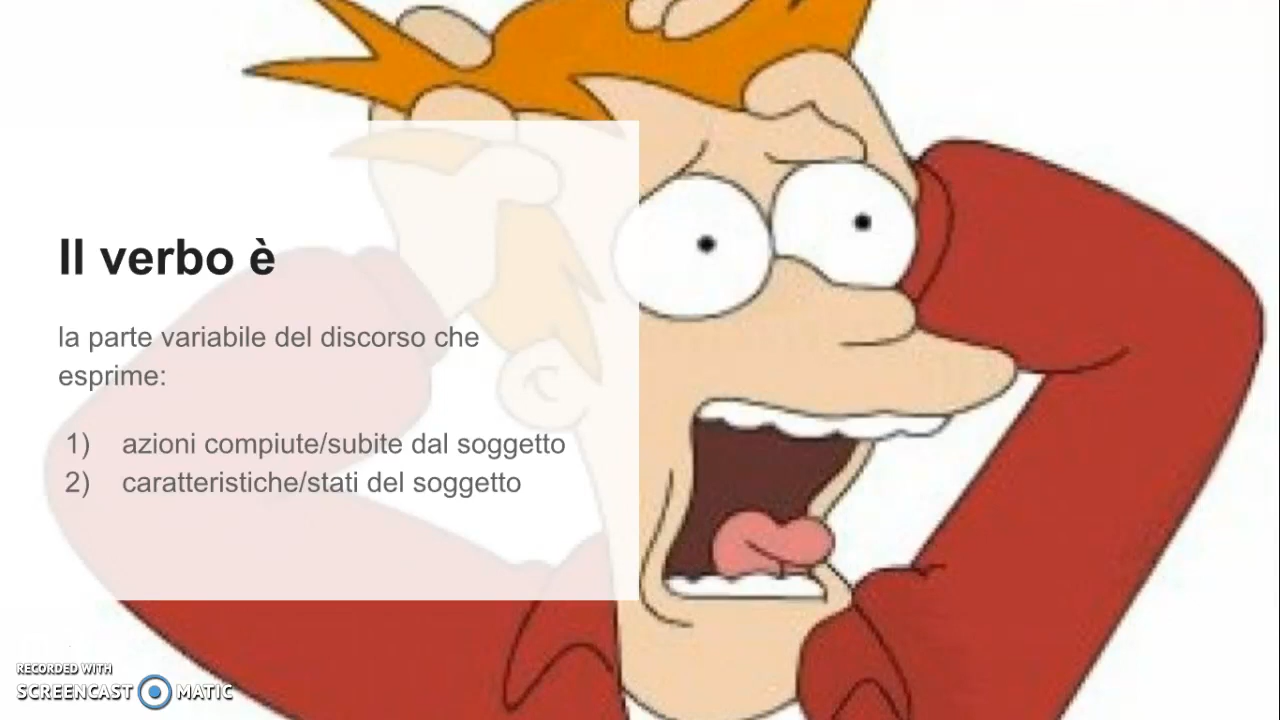 Il verbo è
la parte variabile del discorso che
esprime:
1) azioni compiute/subite dal soggetto
2) caratteristiche/stati del soggetto
RECORDED WITH
SCREENCAST MATIC